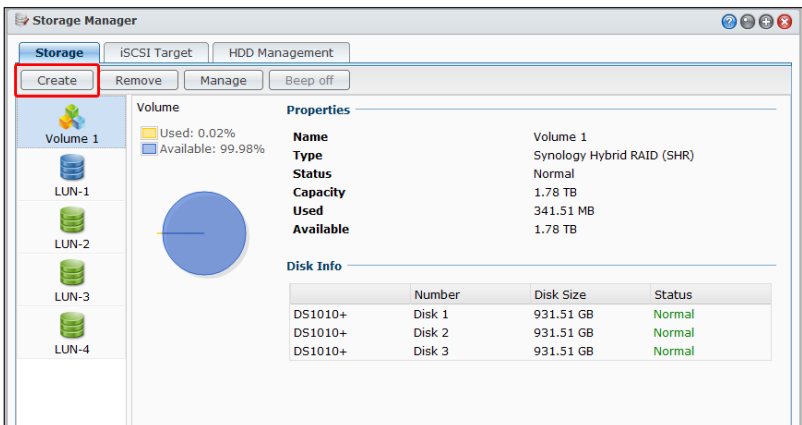 Storage Manager
Storage iSCSI Target HDD Management
Create Remove Manage Beep off
Volume 1
LUN-1
LUN-2
LUN-3
LUN-4
Volume
Used: 0.02%
Available: 99.98%
Properties
Name Volume 1
Type Synology Hybrid RAID (SHR)
Status Normal
Capacity 1.78 TB
Used 341.51 MB
Available 1.78 TB
Disk Info
Number Disk Size Status
DS1010+ Disk 1 931.51 GB Normal
DS1010+ Disk 2 931.51 GB Normal
DS1010+ Disk 3 931.51 GB Normal